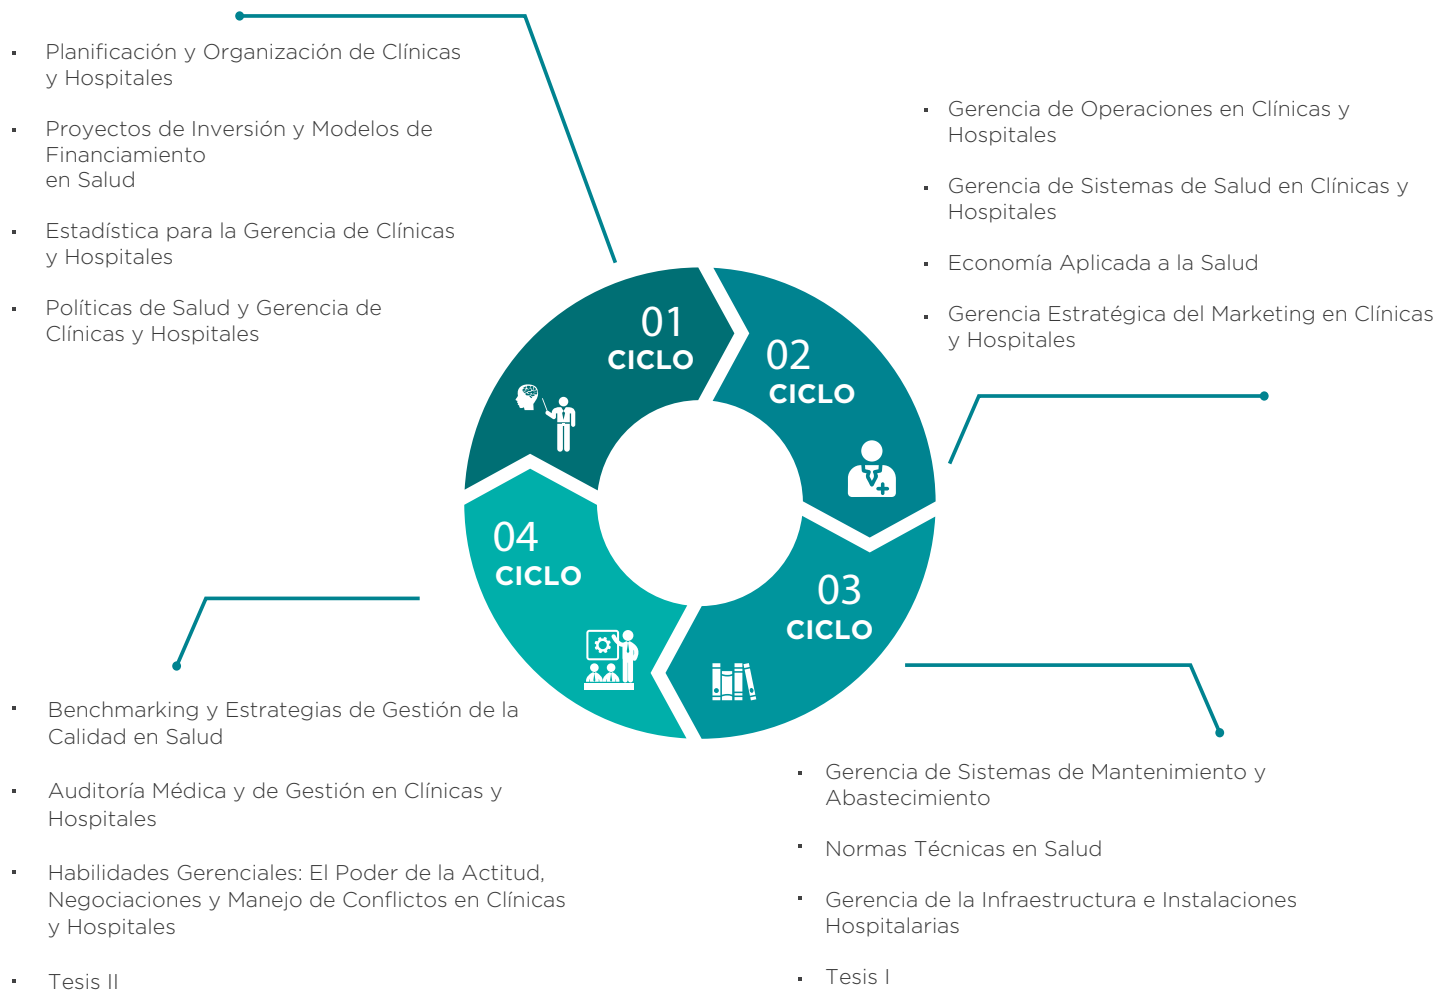 ▪ Planificación y Organización de Clínicas
y Hospitales
▪ Proyectos de Inversión y Modelos de
Financiamiento
en Salud
▪ Estadística para la Gerencia de Clínicas
y Hospitales
▪ Políticas de Salud y Gerencia de
Clínicas y Hospitales
▪ Gerencia de Operaciones en Clínicas y
Hospitales
▪ Gerencia de Sistemas de Salud en Clínicas y
Hospitales
▪ Economía Aplicada a la Salud
▪ Gerencia Estratégica del Marketing en Clínicas
y Hospitales
01
CICLO
02
CICLO
04
CICLO
03
CICLO
▪ Benchmarking y Estrategias de Gestión de la
Calidad en Salud
▪ Auditoría Médica y de Gestión en Clínicas y
Hospitales
▪ Habilidades Gerenciales: El Poder de la Actitud,
Negociaciones y Manejo de Conflictos en Clínicas
y Hospitales
▪ Tesis II
▪ Gerencia de Sistemas de Mantenimiento y
Abastecimiento
▪ Normas Técnicas en Salud
▪ Gerencia de la Infraestructura e Instalaciones
Hospitalarias
▪ Tesis I